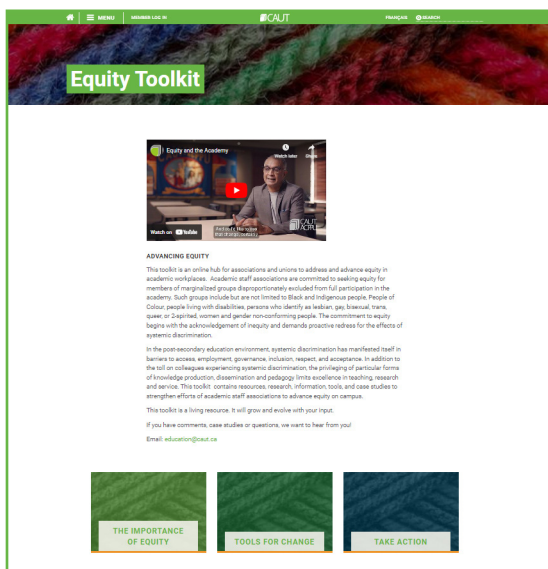 MENU
MEMBER LOG IN
CAUT
FRANÇAIS
SEARCH
Equity Toolkit
Equity and the Academy
Watch later
Share
Watch on YouTube
CAUT
ACPPU
ADVANCING EQUITY
This toolkit is an online hub for associations and unions to address and advance equity in
academic workplaces. Academic staff associations are committed to seeking equity for
members of marginalized groups disproportionately excluded from full participation in the
academy. Such groups include but are not limited to Black and Indigenous people, People of
Colour, people living with disabilities, persons who identify as lesbian, gay, bisexual, trans,
queer, or 2-spirited, women and gender non-conforming people. The commitment to equity
begins with the acknowledgement of inequity and demands proactive redress for the effects of
systemic discrimination.
In the post-secondary education environment, systemic discrimination has manifested itself in
barriers to access, employment, governance, inclusion, respect, and acceptance. In addition to
the toll on colleagues experiencing systemic discrimination, the privileging of particular forms
of knowledge production, dissemination and pedagogy limits excellence in teaching, research
and service. This toolkit contains resources, research, information, tools, and case studies to
strengthen efforts of academic staff associations to advance equity on campus.
This toolkit is a living resource. It will grow and evolve with your input.
If you have comments, case studies or questions, we want to hear from you!
Email: education@caut.ca
THE IMPORTANCE
OF EQUITY
TOOLS FOR CHANGE
TAKE ACTION